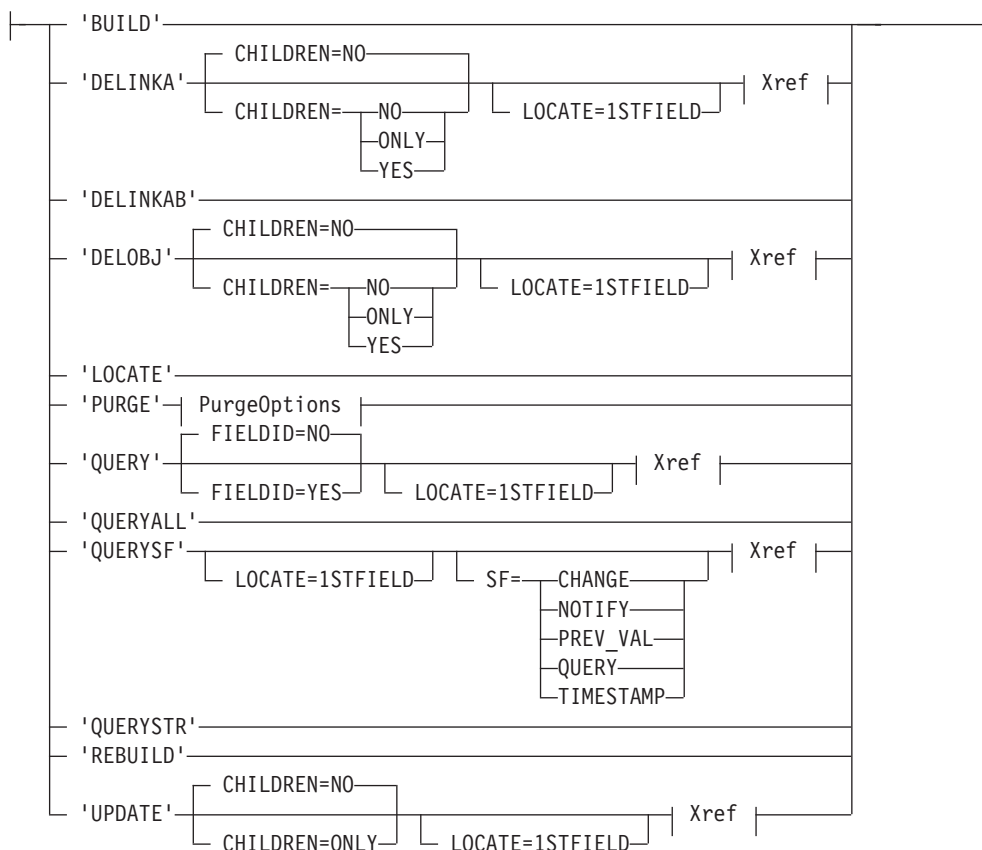 'BUILD'
CHILDREN=NO
'DELINKA' Xref
CHILDREN= NO LOCATE=1STFIELD
ONLY
YES
'DELINKAB'
CHILDREN=NO
'DELOBJ' Xref
CHILDREN= NO LOCATE=1STFIELD
ONLY
YES
'LOCATE'
'PURGE' PurgeOptions
FIELDID=NO
'QUERY' Xref
FIELDID=YES LOCATE=1STFIELD
'QUERYALL'
'QUERYSF' Xref
LOCATE=1STFIELD SF= CHANGE
NOTIFY
PREV_VAL
QUERY
TIMESTAMP
'QUERYSTR'
'REBUILD'
CHILDREN=NO
'UPDATE' Xref
CHILDREN=ONLY LOCATE=1STFIELD